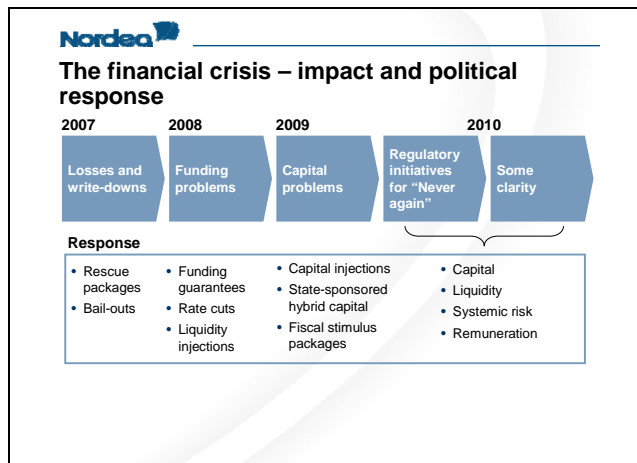 Nordea
The financial crisis – impact and political
response
2007
2008
2009
2010
Losses and
write-downs
Funding
problems
Capital
problems
Regulatory
initiatives
for “Never
again”
Some
clarity
Response
• Rescue
packages
• Bail-outs
• Funding
guarantees
• Rate cuts
• Liquidity
injections
• Capital injections
• State-sponsored
hybrid capital
• Fiscal stimulus
packages
• Capital
• Liquidity
• Systemic risk
• Remuneration